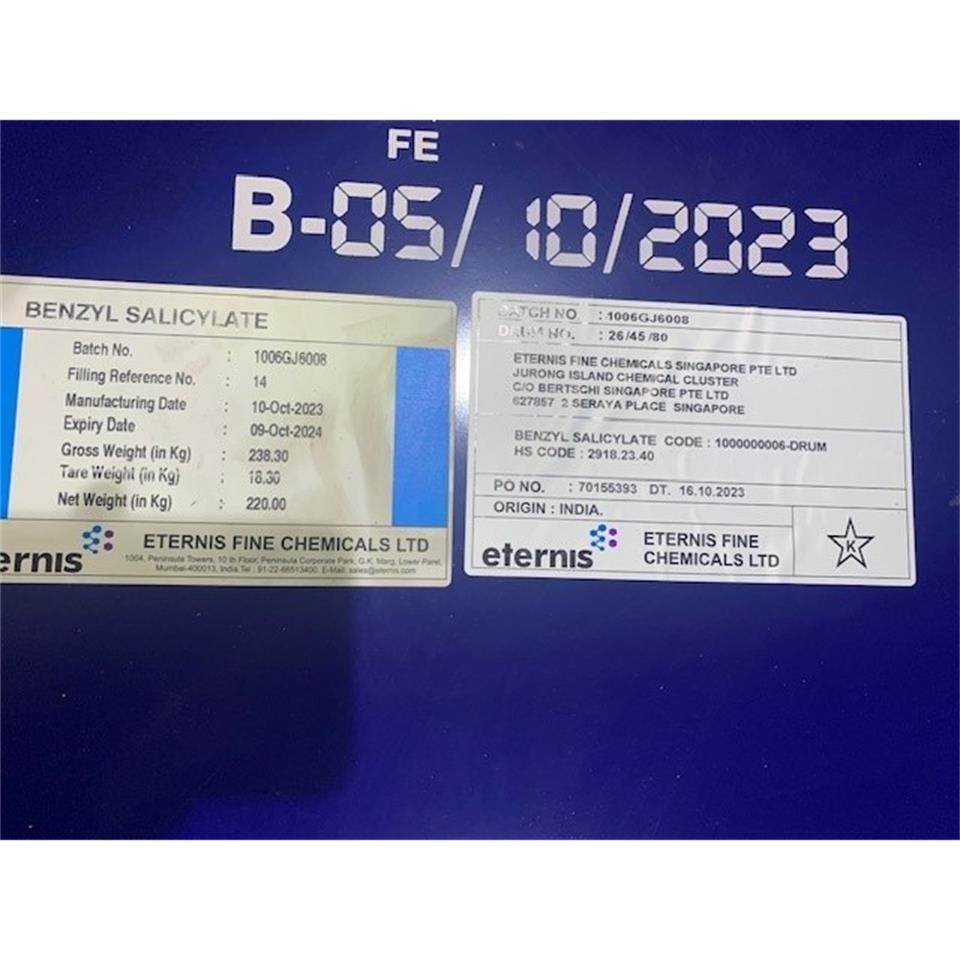 FE
B-05/10/2023
BENZYL SALICYLATE
Batch No. : 1006GJ6008
Filling Reference No. : 14
Manufacturing Date : 10-Oct-2023
Expiry Date : 09-Oct-2024
Gross Weight (in Kg) : 238.30
Tare Weight (in Kg) : 18.30
Net Weight (in Kg) : 220.00
ernis
ETERNIS FINE CHEMICALS LTD
1004, Peninsula Towers, 10 th Floor, Peninsula Corporate Park, G.K. Marg, Lower Parel,
Mumbai-400013, India Tel : 91-22-66513400. E-Mail: sales@eternis.com
BATCH NO. : 1006GJ6008
DRUM NO. : 26/45/80
ETERNIS FINE CHEMICALS SINGAPORE PTE LTD
JURONG ISLAND CHEMICAL CLUSTER
C/O BERTSCHI SINGAPORE PTE LTD
627857 2 SERAYA PLACE SINGAPORE
BENZYL SALICYLATE CODE : 1000000006-DRUM
HS CODE : 2918.23.40
PO NO. : 70155393 DT. 16.10.2023
ORIGIN : INDIA.
eternis
ETERNIS FINE
CHEMICALS LTD
K